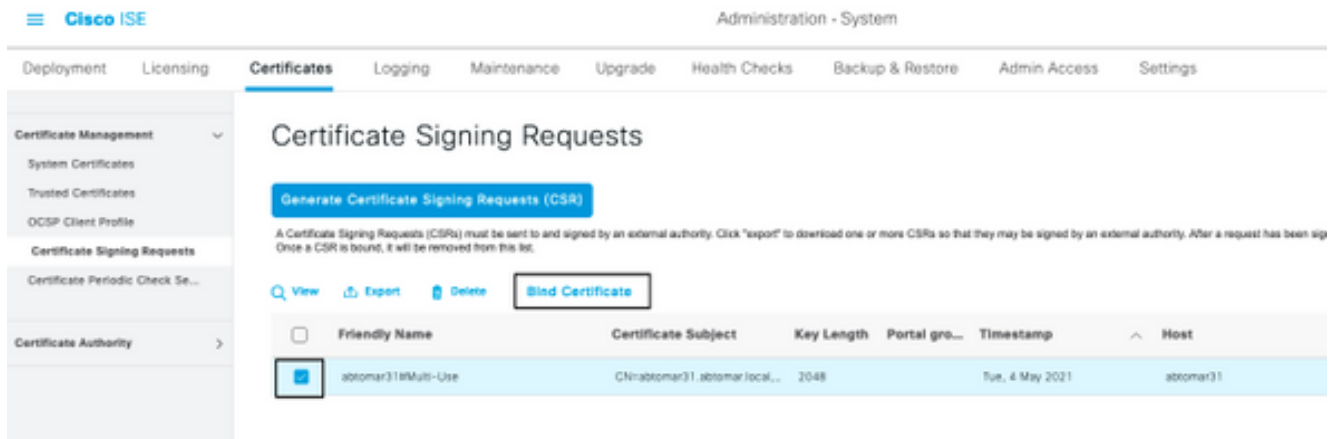 Cisco ISE
Administration - System
Deployment Licensing Certificates Logging Maintenance Upgrade Health Checks Backup & Restore Admin Access Settings
Certificate Management
System Certificates
Trusted Certificates
OCSP Client Profile
Certificate Signing Requests
Certificate Periodic Check Se...
Certificate Authority
Certificate Signing Requests
Generate Certificate Signing Requests (CSR)
A Certificate Signing Requests (CSRs) must be sent to and signed by an external authority. Click "export" to download one or more CSRs so that they may be signed by an external authority. After a request has been sig
Once a CSR is bound, it will be removed from this list.
View Export Delete Bind Certificate
Friendly Name Certificate Subject Key Length Portal gro... Timestamp Host
abtomar31#Multi-Use CN=abtomar31.abtomar.local,... 2048 Tue, 4 May 2021 abtomar31